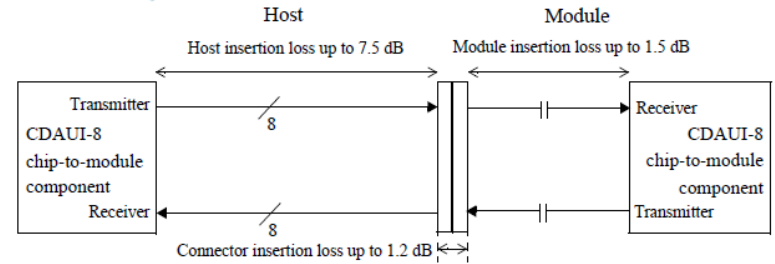 Host
Module
Host insertion loss up to 7.5 dB
Module insertion loss up to 1.5 dB
Transmitter
CDAUI-8
chip-to-module
component
Receiver
8
8
Receiver
CDAUI-8
chip-to-module
component
Transmitter
Connector insertion loss up to 1.2 dB